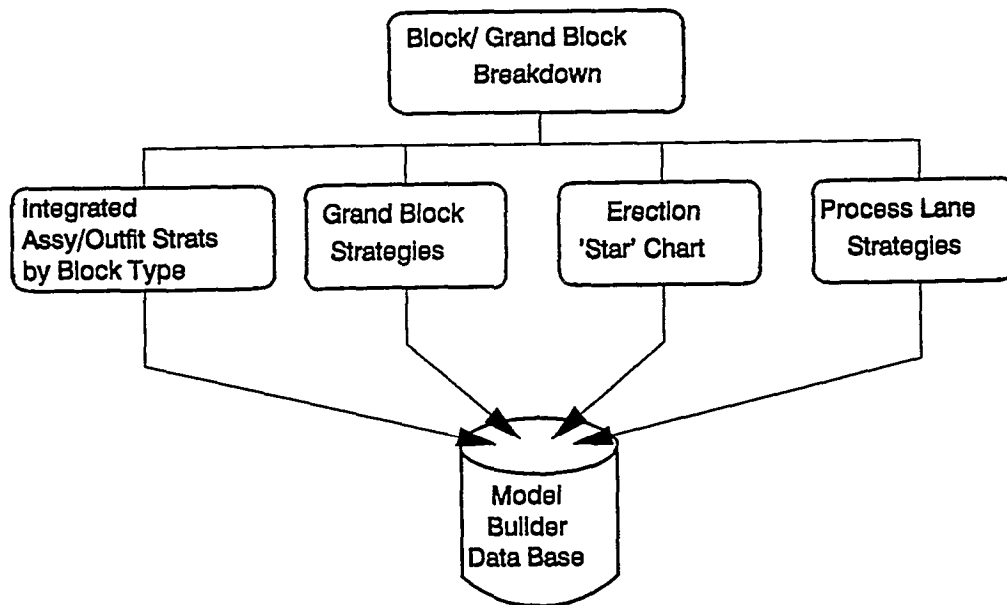 Block/ Grand Block
Breakdown
Integrated
Assy/Outfit Strats
by Block Type
Grand Block
Strategies
Erection
'Star' Chart
Process Lane
Strategies
Model
Builder
Data Base